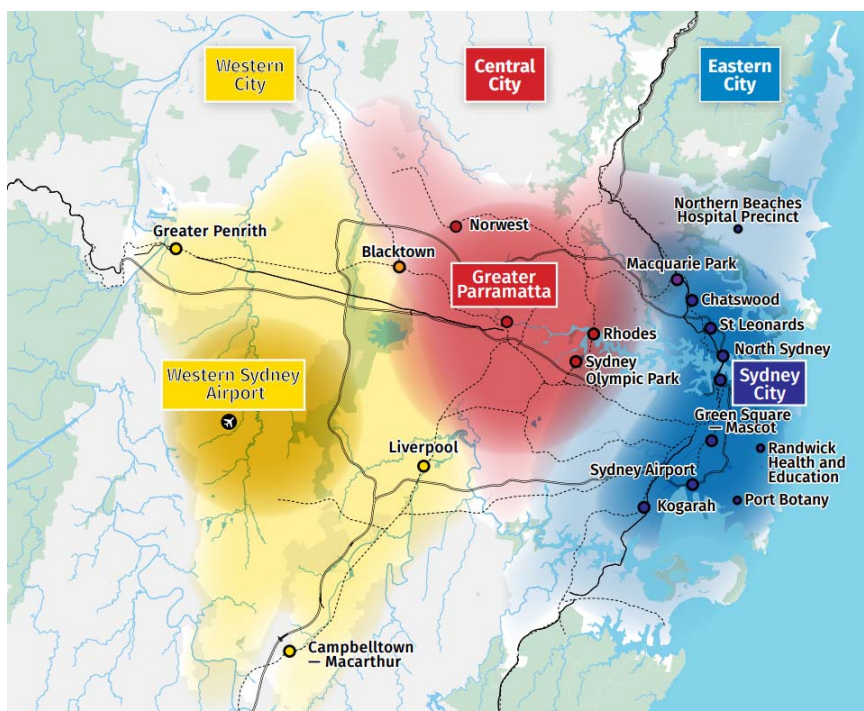 Western
City
Central
City
Eastern
City
Northern Beaches
Hospital Precinct
Greater Penrith
Norwest
Blacktown
Macquarie Park
Greater
Parramatta
Chatswood
St Leonards
Rhodes
North Sydney
Western Sydney
Airport
Sydney
Olympic Park
Sydney
City
Green Square
— Mascot
Liverpool
Randwick
Health and
Education
Sydney Airport
Port Botany
Kogarah
Campbelltown
— Macarthur